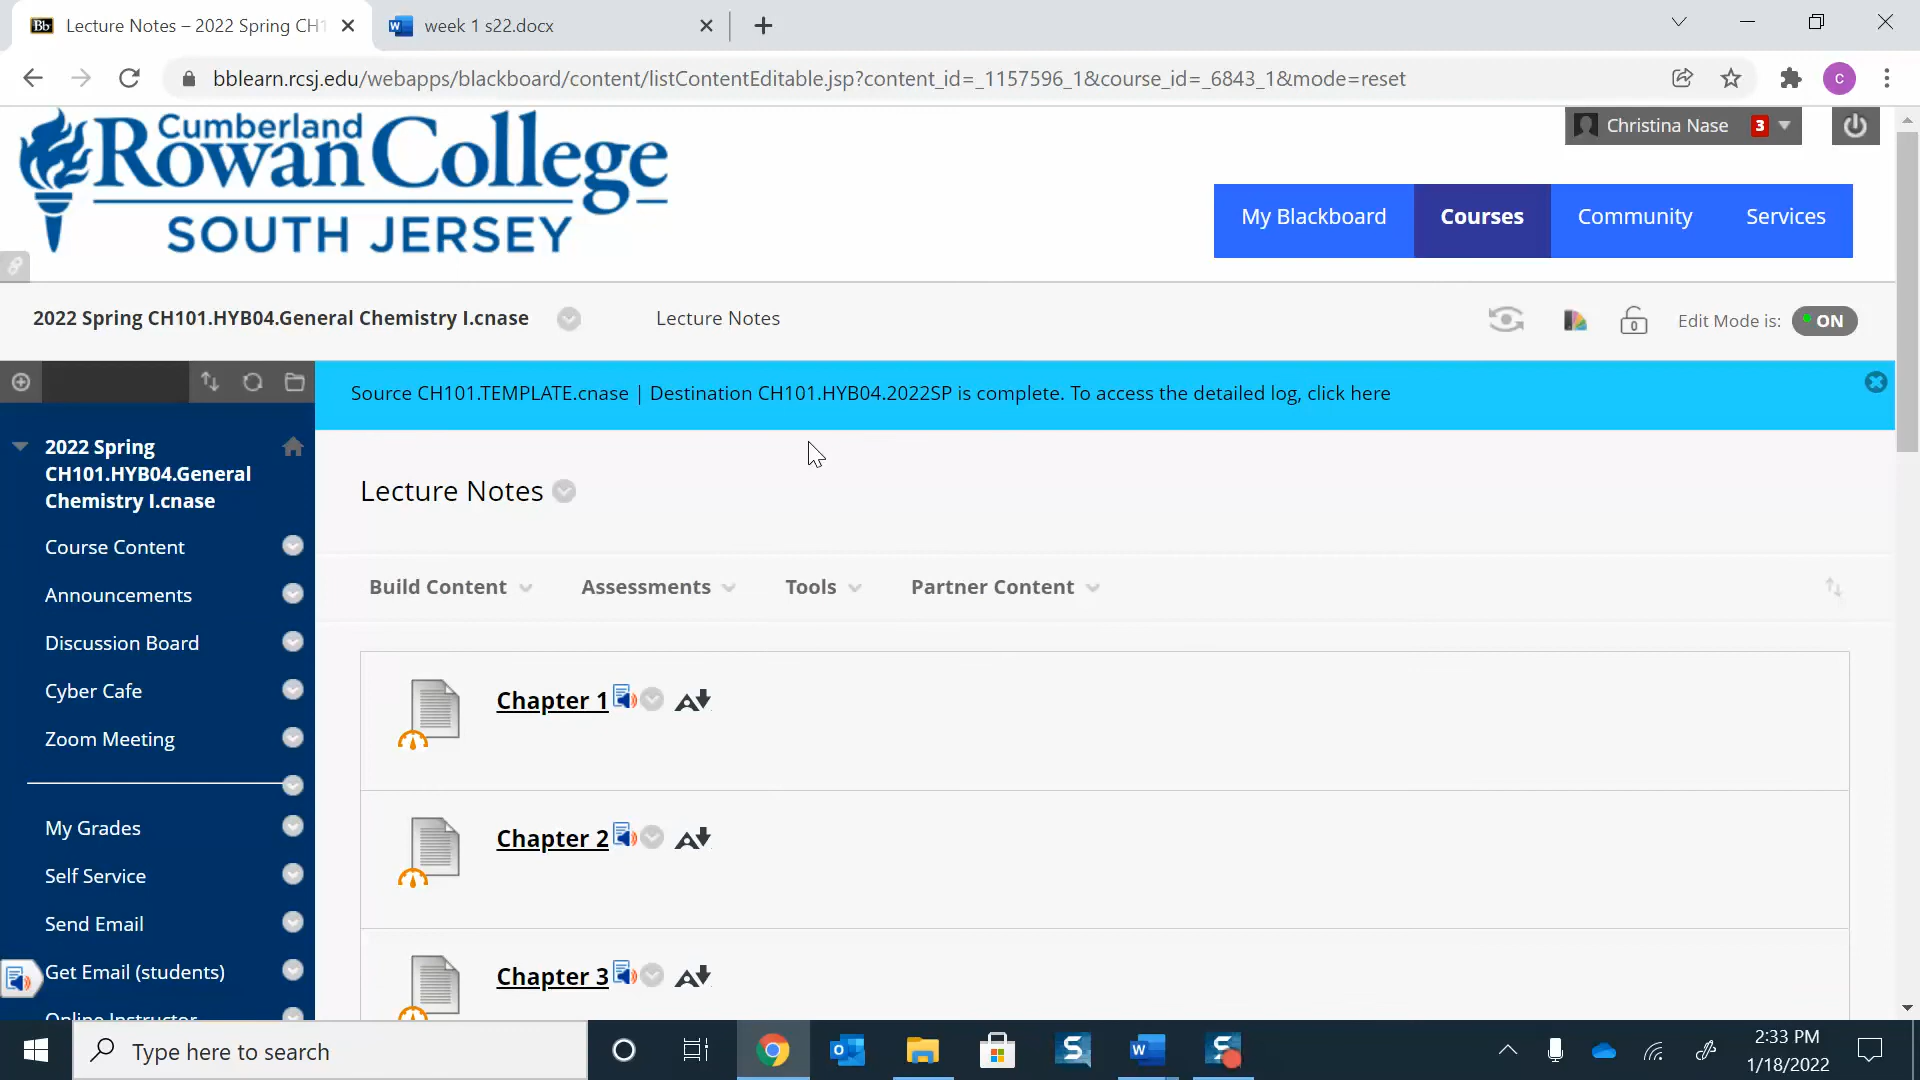 Lecture Notes – 2022 Spring CH1
week 1 s22.docx
bblearn.rcsj.edu/webapps/blackboard/content/listContentEditable.jsp?content_id=_1157596_1&course_id=_6843_1&mode=reset
Cumberland
Rowan College
SOUTH JERSEY
Christina Nase 3
My Blackboard
Courses
Community
Services
2022 Spring CH101.HYB04.General Chemistry I.cnase
Lecture Notes
Edit Mode is: ON
Source CH101.TEMPLATE.cnase | Destination CH101.HYB04.2022SP is complete. To access the detailed log, click here
2022 Spring
CH101.HYB04.General
Chemistry I.cnase
Course Content
Announcements
Discussion Board
Cyber Cafe
Zoom Meeting
My Grades
Self Service
Send Email
Get Email (students)
Online Instructor
Lecture Notes
Build Content
Assessments
Tools
Partner Content
Chapter 1
Chapter 2
Chapter 3
Type here to search
2:33 PM
1/18/2022